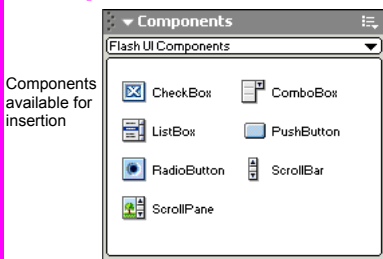 Components
Flash UI Components
Components
available for
insertion
CheckBox
ComboBox
ListBox
PushButton
RadioButton
ScrollBar
ScrollPane